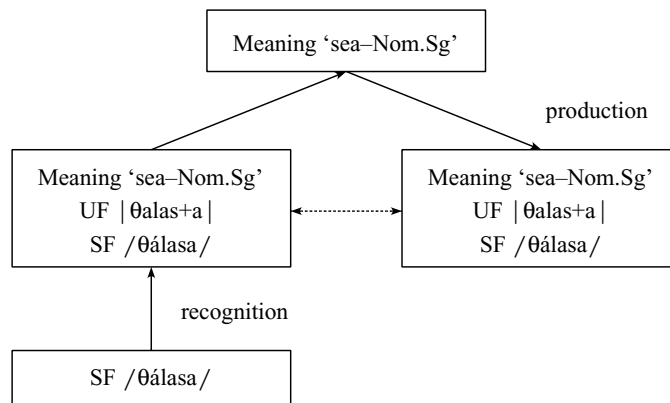 Meaning ‘sea–Nom.Sg’
production
Meaning ‘sea–Nom.Sg’
UF |θalas+a|
SF /θálasa/
Meaning ‘sea–Nom.Sg’
UF |θalas+a|
SF /θálasa/
recognition
SF /θálasa/